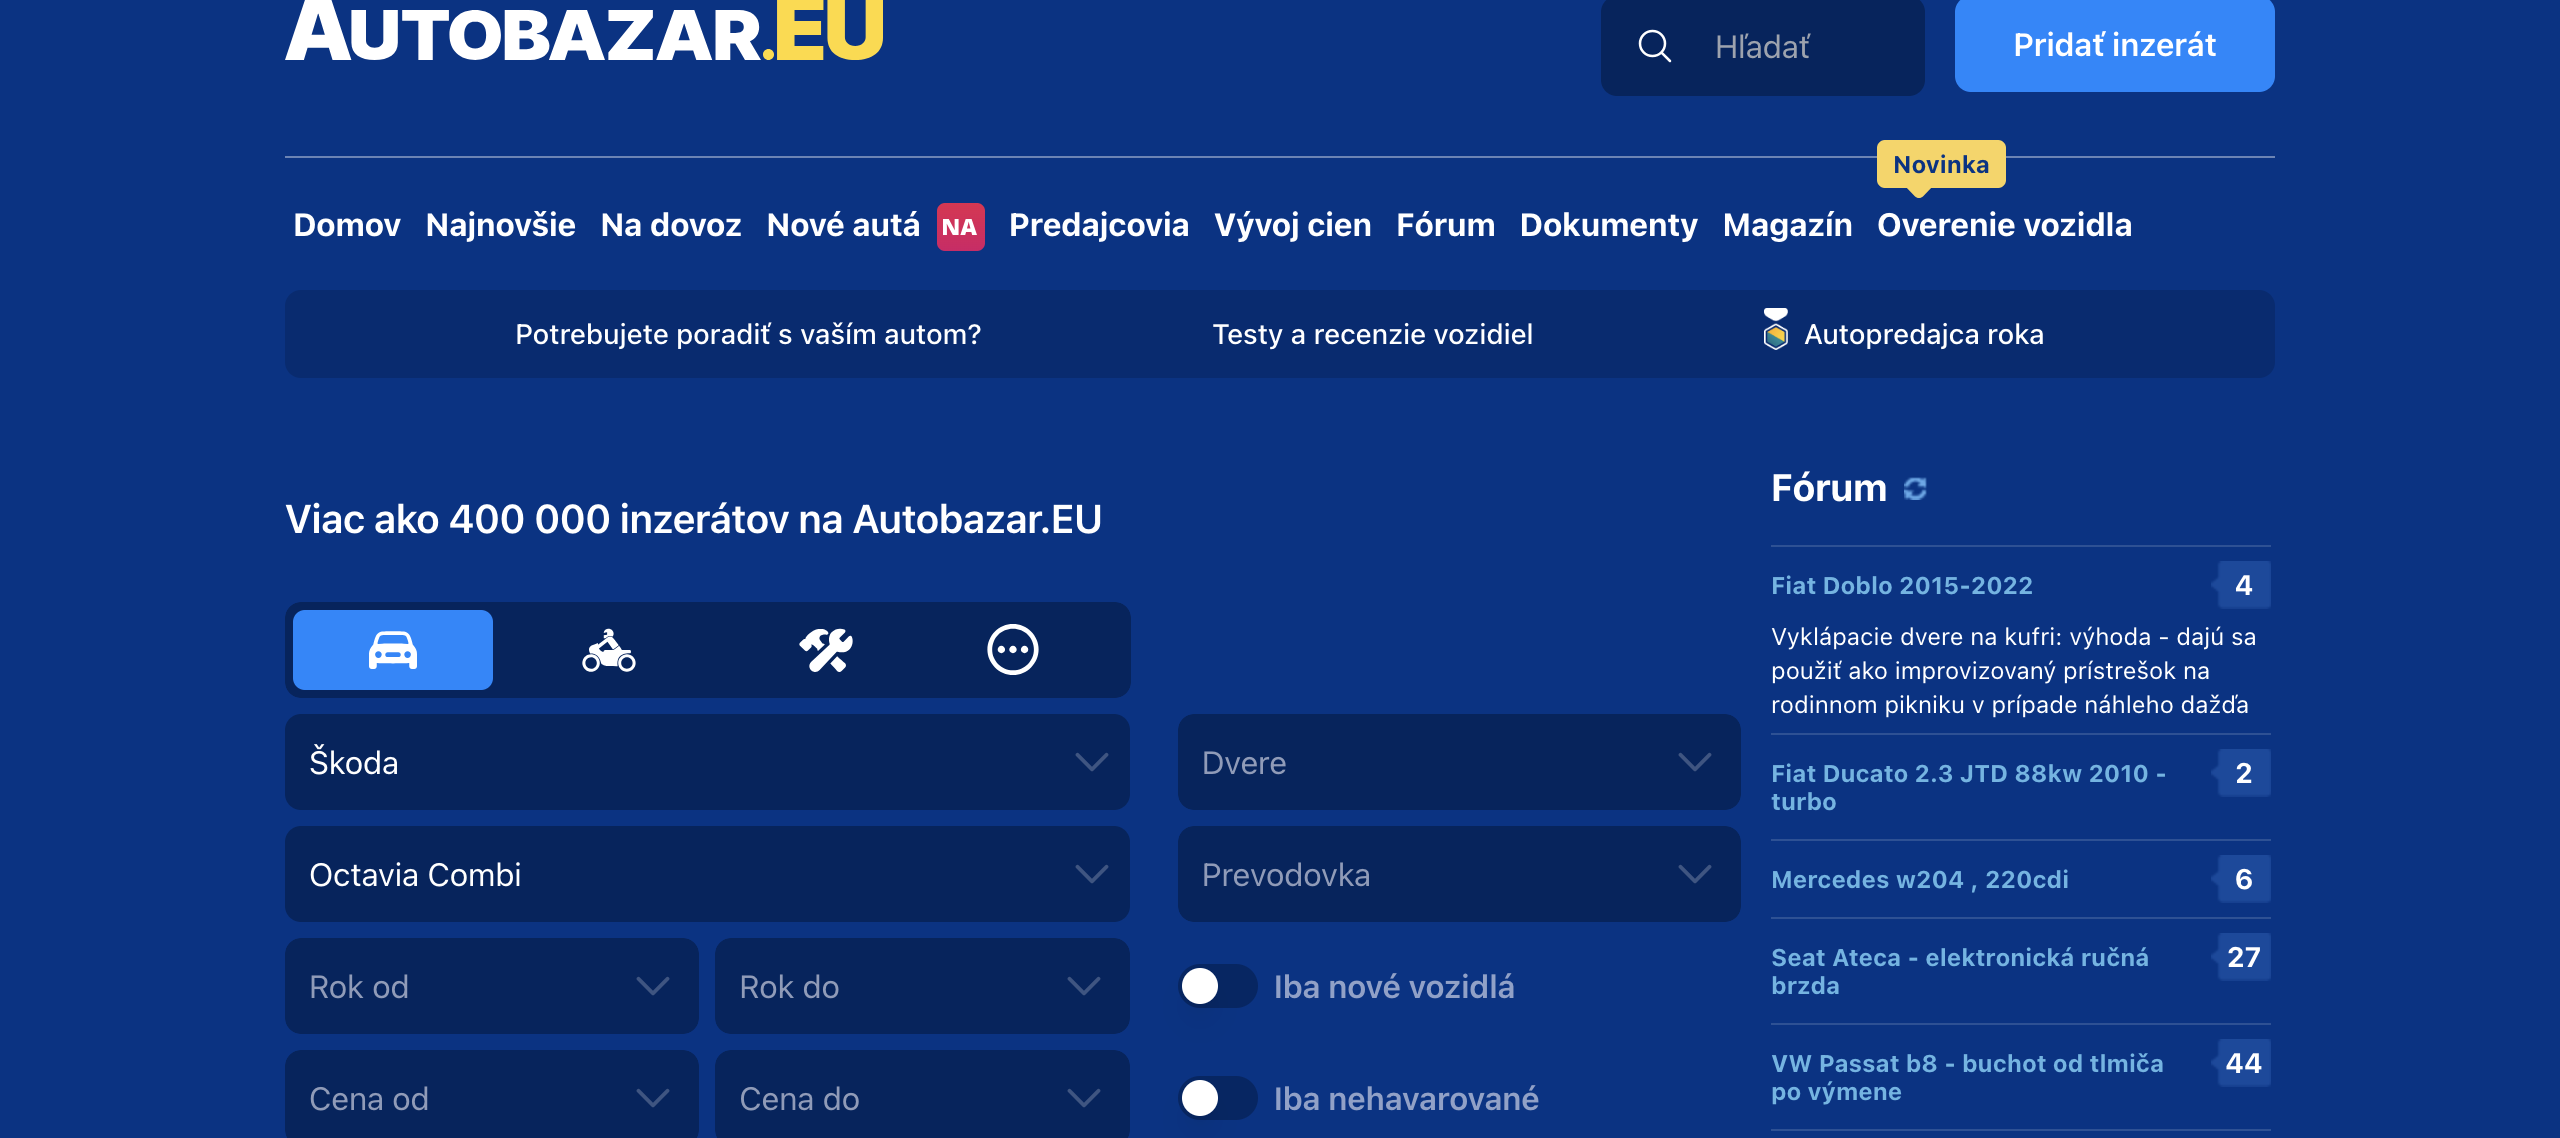 AUTOBAZAR.EU
Hľadať
Pridať inzerát
Novinka
Domov Najnovšie Na dovoz Nové autá NA Predajcovia Vývoj cien Fórum Dokumenty Magazín Overenie vozidla
Potrebujete poradiť s vaším autom? Testy a recenzie vozidiel Autopredajca roka
Viac ako 400 000 inzerátov na Autobazar.EU
Škoda
Dvere
Octavia Combi
Prevodovka
Rok od
Rok do
Iba nové vozidlá
Cena od
Cena do
Iba nehavarované
Fórum
Fiat Doblo 2015-2022 4
Vyklápacie dvere na kufri: výhoda - dajú sa
použiť ako improvizovaný prístrešok na
rodinnom pikniku v prípade náhleho dažďa
Fiat Ducato 2.3 JTD 88kw 2010 - 2
turbo
Mercedes w204 , 220cdi 6
Seat Ateca - elektronická ručná 27
brzda
VW Passat b8 - buchot od tlmiča 44
po výmene